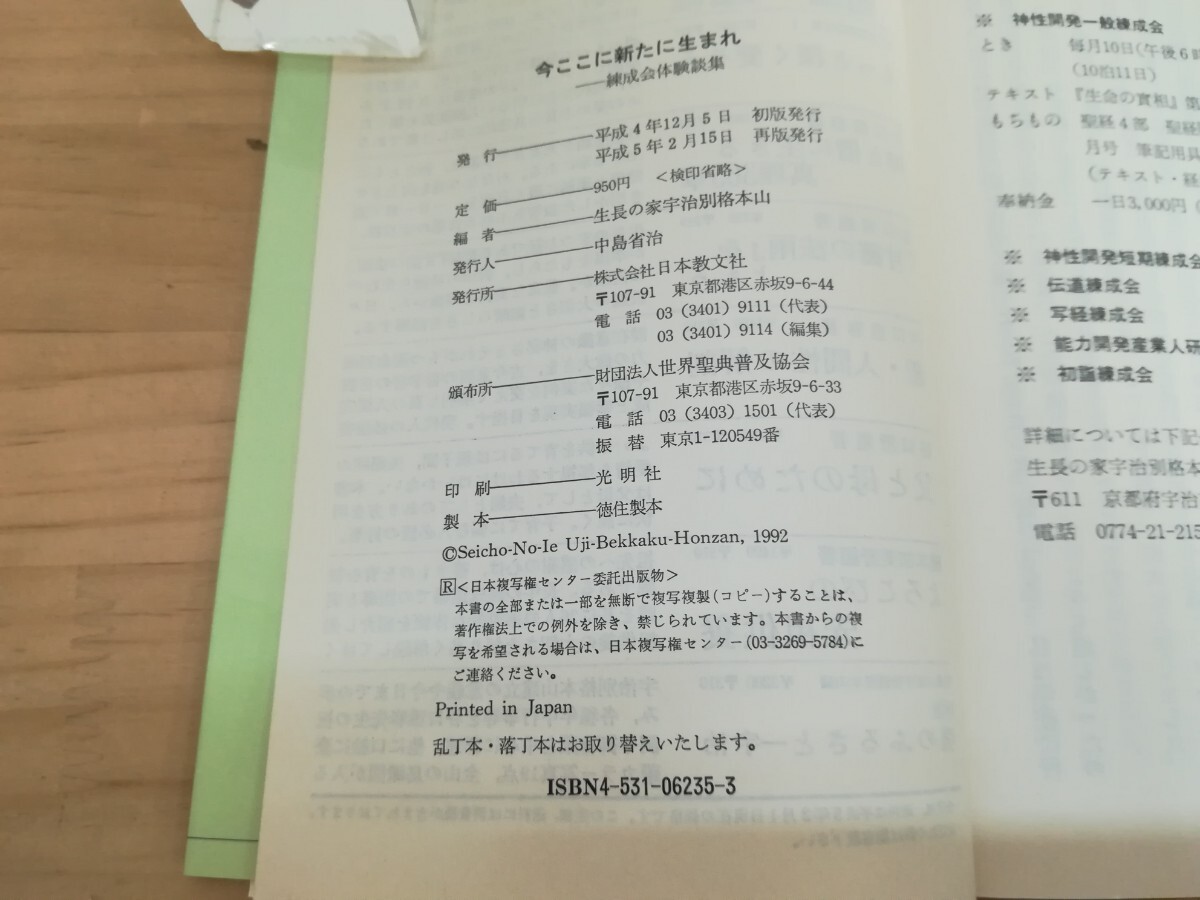 今ここに新たに生まれ
——練成会体験談集
発行——平成4年12月5日 初版発行
平成5年2月15日 再版発行
定価——950円 <検印省略>
編者——生長の家宇治別格本山
発行人——中島省治
発行所——株式会社日本教文社
〒107-91 東京都港区赤坂9-6-44
電話 03(3401)9111(代表)
03(3401)9114(編集)
頒布所——財団法人世界聖典普及協会
〒107-91 東京都港区赤坂9-6-33
電話 03(3403)1501(代表)
振替 東京1-120549番
印刷——光明社
製本——徳住製本
©Seicho-No-Ie Uji-Bekkaku-Honzan, 1992
R<日本複写権センター委託出版物>
本書の全部または一部を無断で複写複製(コピー)することは、
著作権法上での例外を除き、禁じられています。本書からの複
写を希望される場合は、日本複写権センター(03-3269-5784)に
ご連絡ください。
Printed in Japan
乱丁本・落丁本はお取り替えいたします。
ISBN4-531-06235-3
※ 神性開発一般練成会
とき 毎月10日(午後6時
(10泊11日)
テキスト 『生命の實相』第
もちもの 聖経4部 聖経
月号 筆記用具
(テキスト・経
奉納金 一日3,000円(
※ 神性開発短期練成会
※ 伝道練成会
※ 写経練成会
※ 能力開発産業人研
※ 初詣練成会
詳細については下記
生長の家宇治別格本
〒611 京都府宇治
電話 0774-21-215